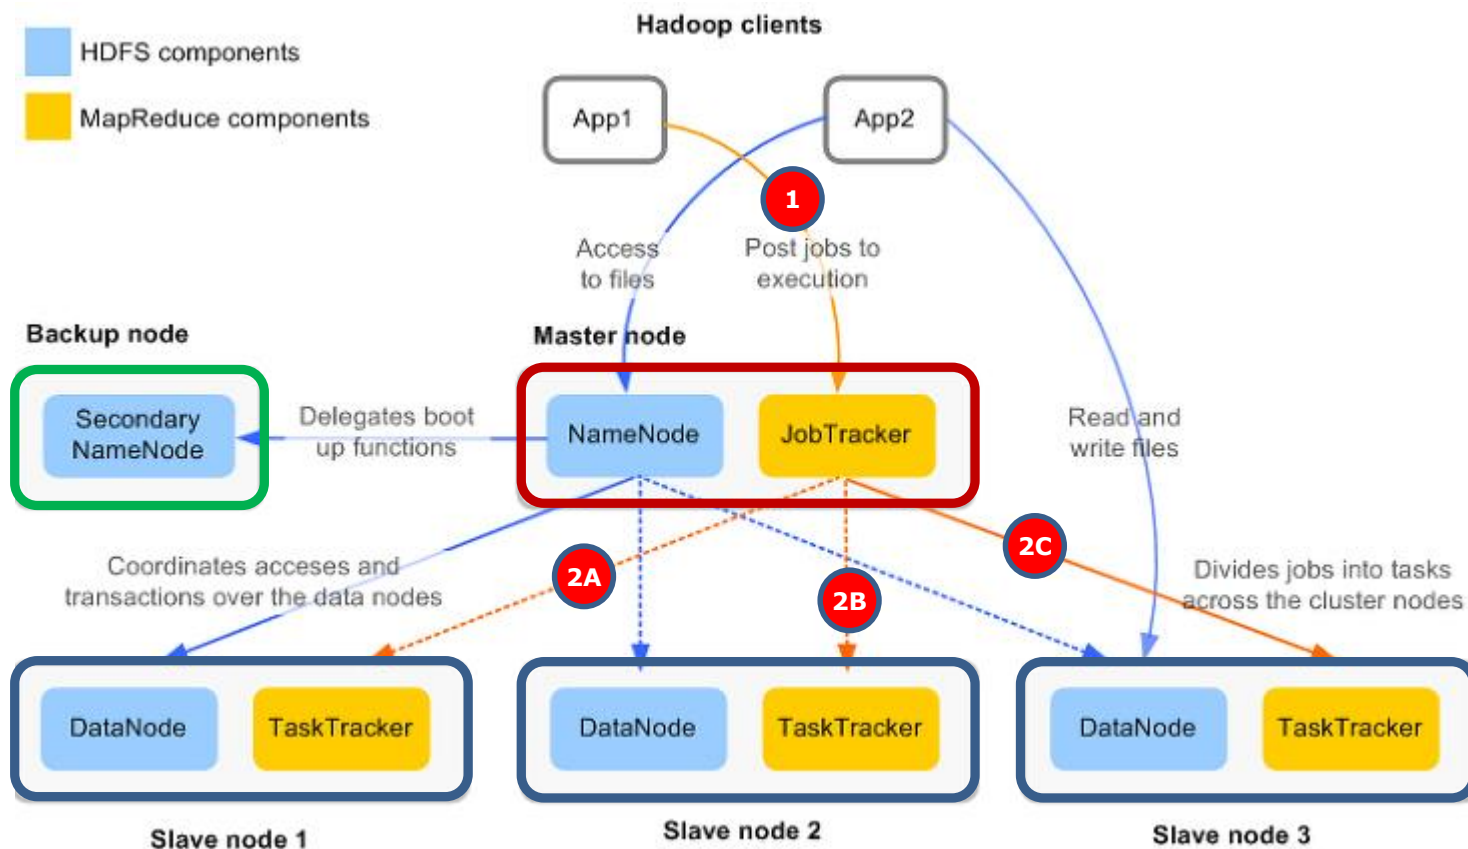 Hadoop clients
HDFS components
MapReduce components
App1
App2
1
Access
to files
Post jobs to
execution
Backup node
Master node
Secondary
NameNode
Delegates boot
up functions
NameNode
JobTracker
Read and
write files
2A
2B
2C
Coordinates acceses and
transactions over the data nodes
Divides jobs into tasks
across the cluster nodes
DataNode
TaskTracker
DataNode
TaskTracker
DataNode
TaskTracker
Slave node 1
Slave node 2
Slave node 3